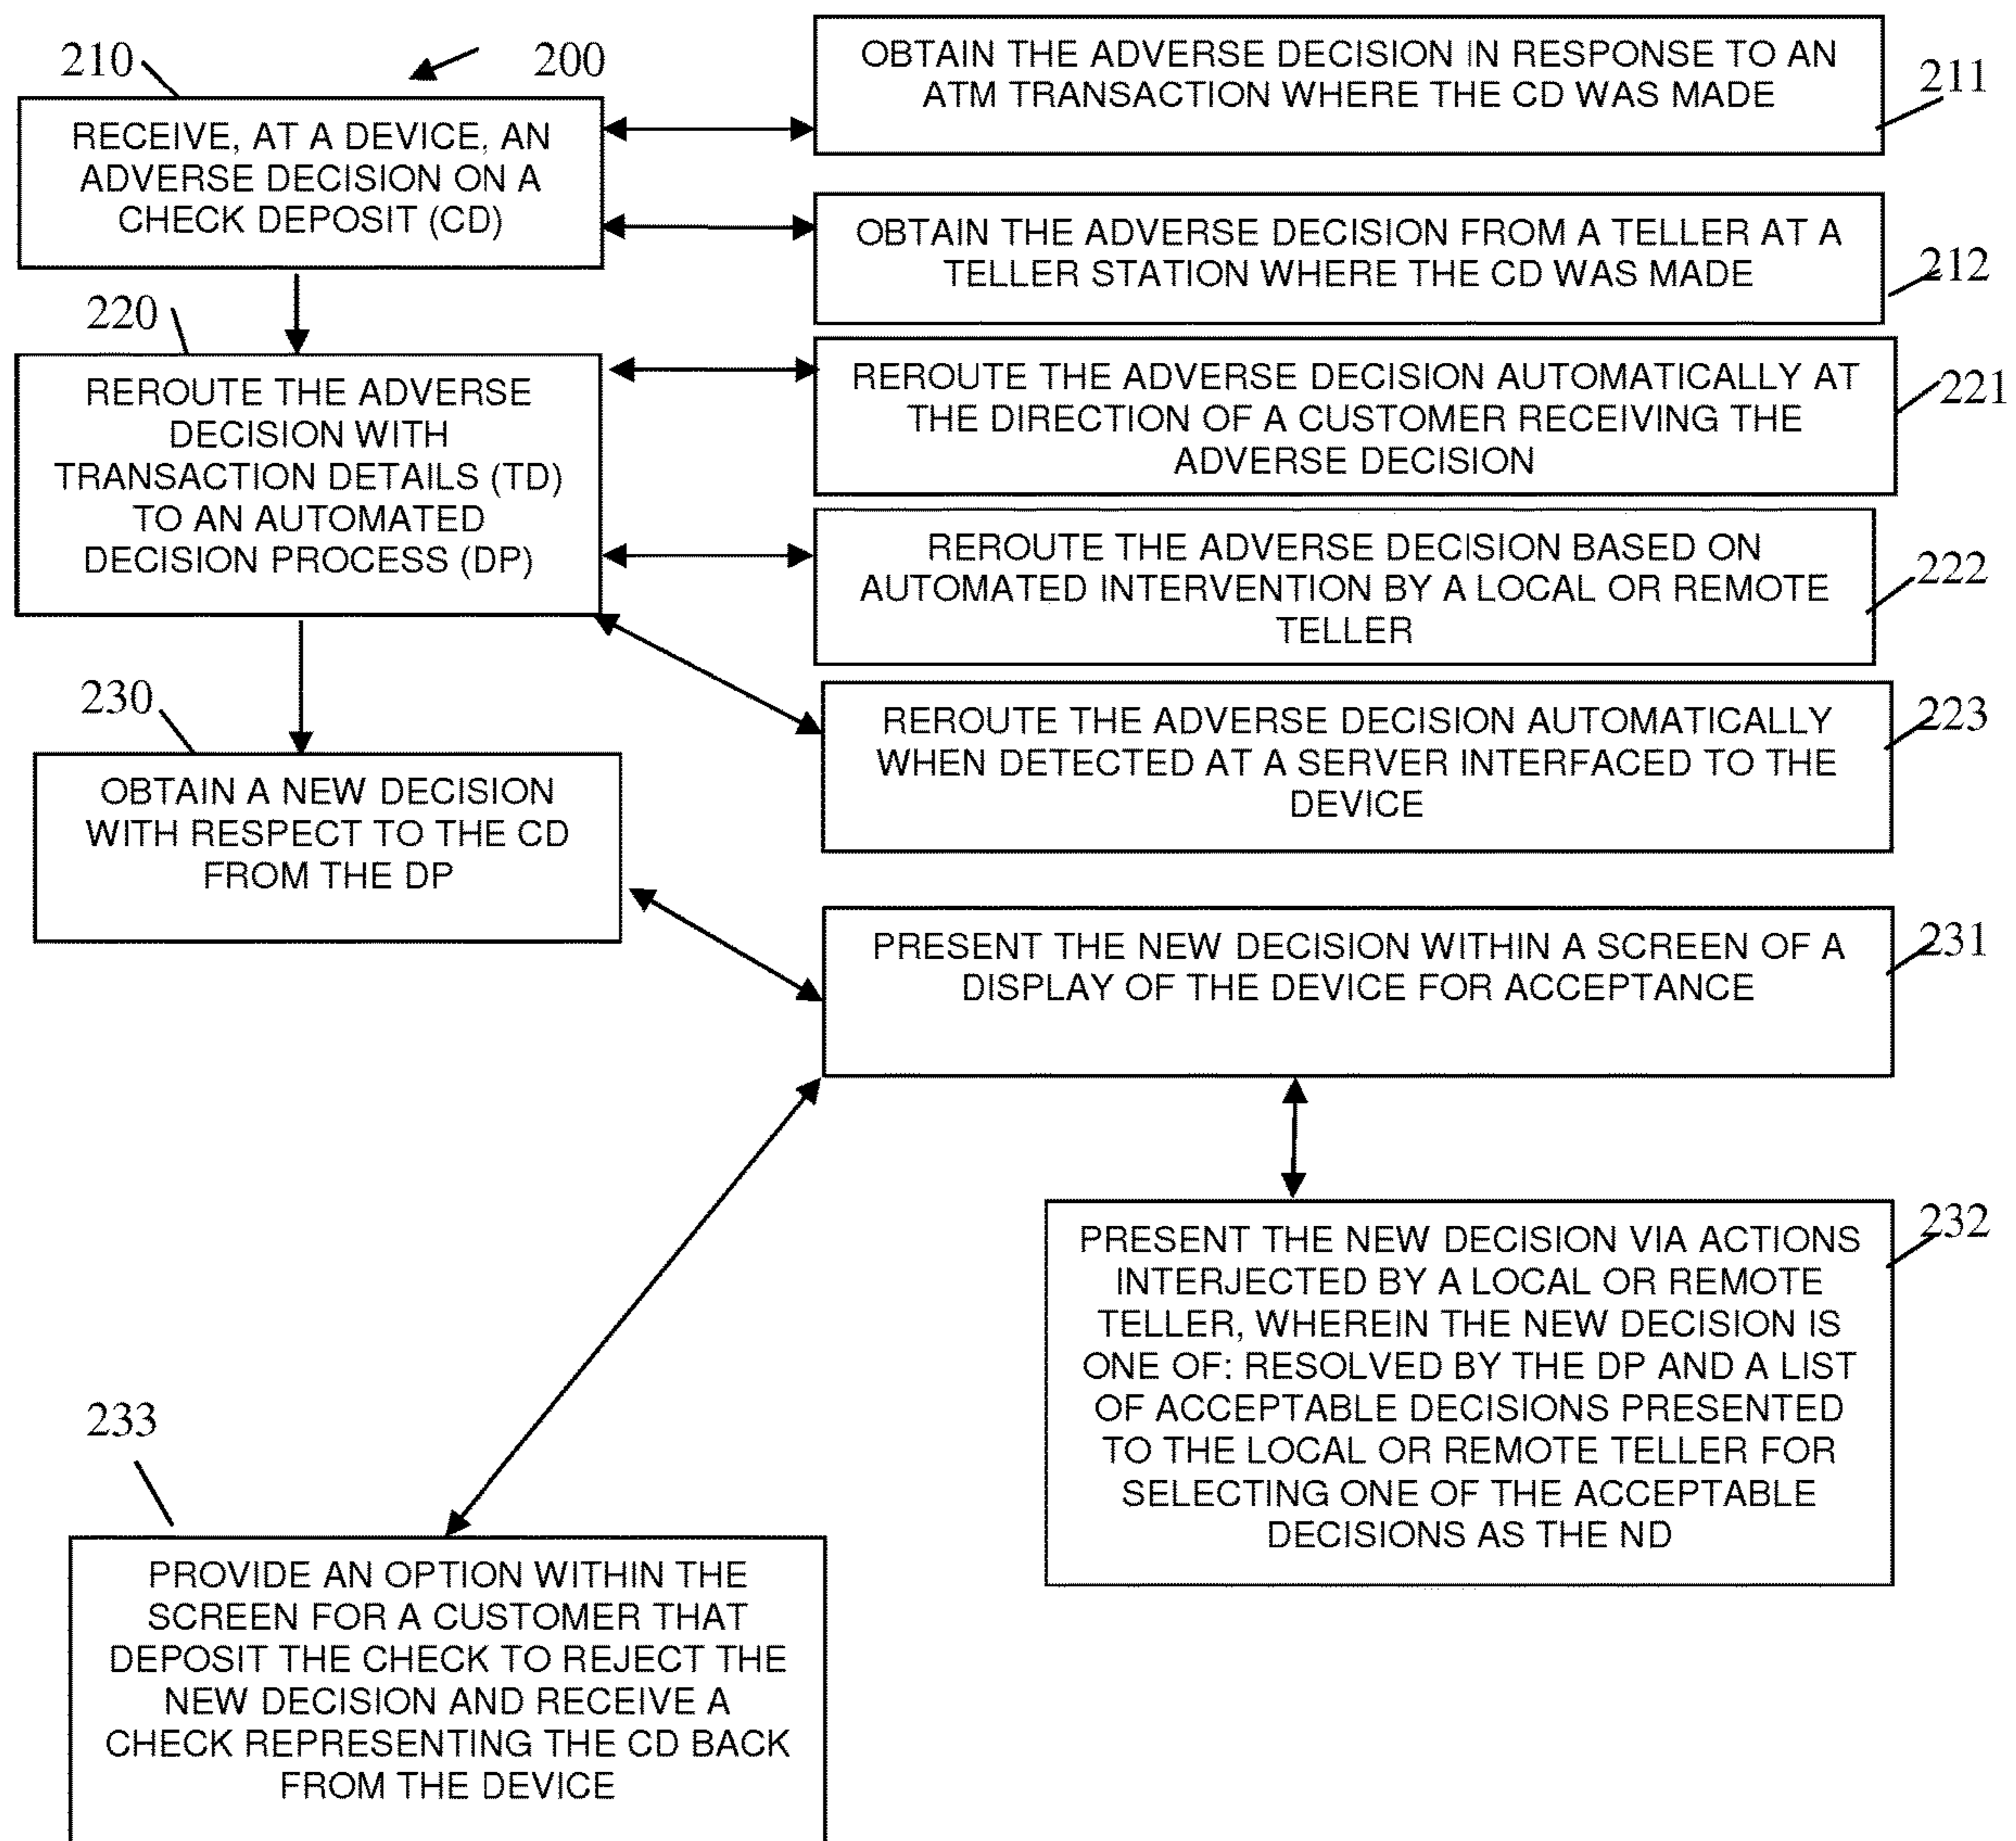 200
210
RECEIVE, AT A DEVICE, AN
ADVERSE DECISION ON A
CHECK DEPOSIT (CD)
OBTAIN THE ADVERSE DECISION IN RESPONSE TO AN
ATM TRANSACTION WHERE THE CD WAS MADE
211
OBTAIN THE ADVERSE DECISION FROM A TELLER AT A
TELLER STATION WHERE THE CD WAS MADE
212
220
REROUTE THE ADVERSE
DECISION WITH
TRANSACTION DETAILS (TD)
TO AN AUTOMATED
DECISION PROCESS (DP)
REROUTE THE ADVERSE DECISION AUTOMATICALLY AT
THE DIRECTION OF A CUSTOMER RECEIVING THE
ADVERSE DECISION
221
REROUTE THE ADVERSE DECISION BASED ON
AUTOMATED INTERVENTION BY A LOCAL OR REMOTE
TELLER
222
REROUTE THE ADVERSE DECISION AUTOMATICALLY
WHEN DETECTED AT A SERVER INTERFACED TO THE
DEVICE
223
230
OBTAIN A NEW DECISION
WITH RESPECT TO THE CD
FROM THE DP
PRESENT THE NEW DECISION WITHIN A SCREEN OF A
DISPLAY OF THE DEVICE FOR ACCEPTANCE
231
PRESENT THE NEW DECISION VIA ACTIONS
INTERJECTED BY A LOCAL OR REMOTE
TELLER, WHEREIN THE NEW DECISION IS
ONE OF: RESOLVED BY THE DP AND A LIST
OF ACCEPTABLE DECISIONS PRESENTED
TO THE LOCAL OR REMOTE TELLER FOR
SELECTING ONE OF THE ACCEPTABLE
DECISIONS AS THE ND
232
233
PROVIDE AN OPTION WITHIN THE
SCREEN FOR A CUSTOMER THAT
DEPOSIT THE CHECK TO REJECT THE
NEW DECISION AND RECEIVE A
CHECK REPRESENTING THE CD BACK
FROM THE DEVICE